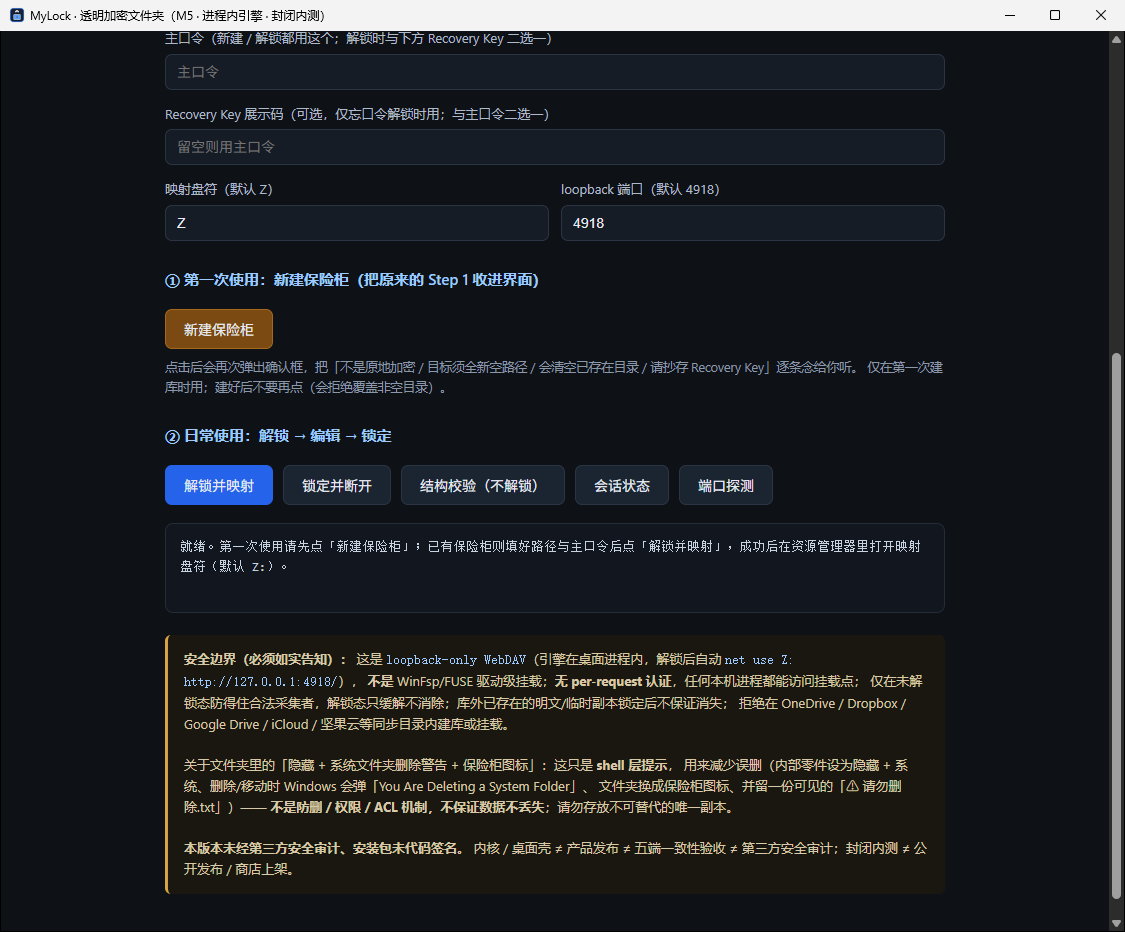 MyLock · 透明加密文件夹（M5 · 进程内引擎 · 封闭内测）
主口令（新建 / 解锁都用这个；解锁时与下方 Recovery Key 二选一）
主口令
Recovery Key 展示码（可选，仅忘口令解锁时用；与主口令二选一）
留空则用主口令
映射盘符（默认 Z）
loopback 端口（默认 4918）
Z
4918
① 第一次使用：新建保险柜（把原来的 Step 1 收进界面）
新建保险柜
点击后会再次弹出确认框，把「不是原地加密 / 目标须全新空路径 / 会清空已存在目录 / 请抄存 Recovery Key」逐条念给你听。 仅在第一次建
库时用；建好后不要再点（会拒绝覆盖非空目录）。
② 日常使用：解锁 → 编辑 → 锁定
解锁并映射
锁定并断开
结构校验（不解锁）
会话状态
端口探测
就绪。第一次使用请先点「新建保险柜」；已有保险柜则填好路径与主口令后点「解锁并映射」，成功后在资源管理器里打开映射
盘符（默认 Z:）。
安全边界（必须如实告知）： 这是 loopback-only WebDAV（引擎在桌面进程内，解锁后自动 net use Z:
http://127.0.0.1:4918/）， 不是 WinFsp/FUSE 驱动级挂载；无 per-request 认证，任何本机进程都能访问挂载点； 仅在未解
锁态防得住合法采集者，解锁态只缓解不消除；库外已存在的明文/临时副本锁定后不保证消失； 拒绝在 OneDrive / Dropbox /
Google Drive / iCloud / 坚果云等同步目录内建库或挂载。
关于文件夹里的「隐藏 + 系统文件夹删除警告 + 保险柜图标」：这只是 shell 层提示， 用来减少误删（内部零件设为隐藏 + 系
统、删除/移动时 Windows 会弹「You Are Deleting a System Folder」、 文件夹换成保险柜图标、并留一份可见的「⚠ 请勿删
除.txt」）—— 不是防删 / 权限 / ACL 机制，不保证数据不丢失；请勿存放不可替代的唯一副本。
本版本未经第三方安全审计、安装包未代码签名。 内核 / 桌面壳 ≠ 产品发布 ≠ 五端一致性验收 ≠ 第三方安全审计；封闭内测 ≠ 公
开发布 / 商店上架。